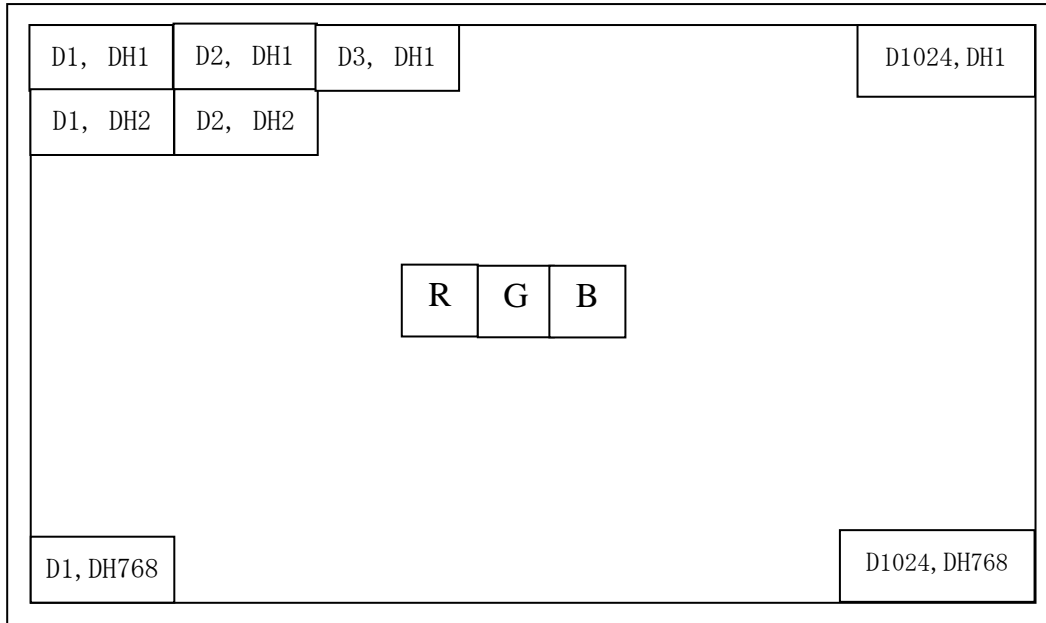 D1, DH1 D2, DH1 D3, DH1 D1024,DH1
D1, DH2 D2, DH2
R G B
D1,DH768 D1024,DH768